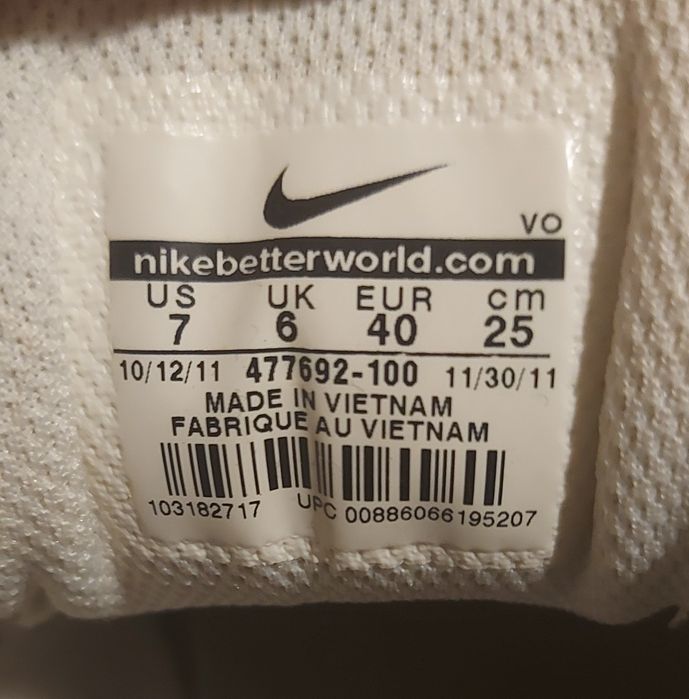 VO
nikebetterworld.com
US UK EUR cm
7 6 40 25
10/12/11 477692-100 11/30/11
MADE IN VIETNAM
FABRIQUE AU VIETNAM
103182717 UPC 00886066195207